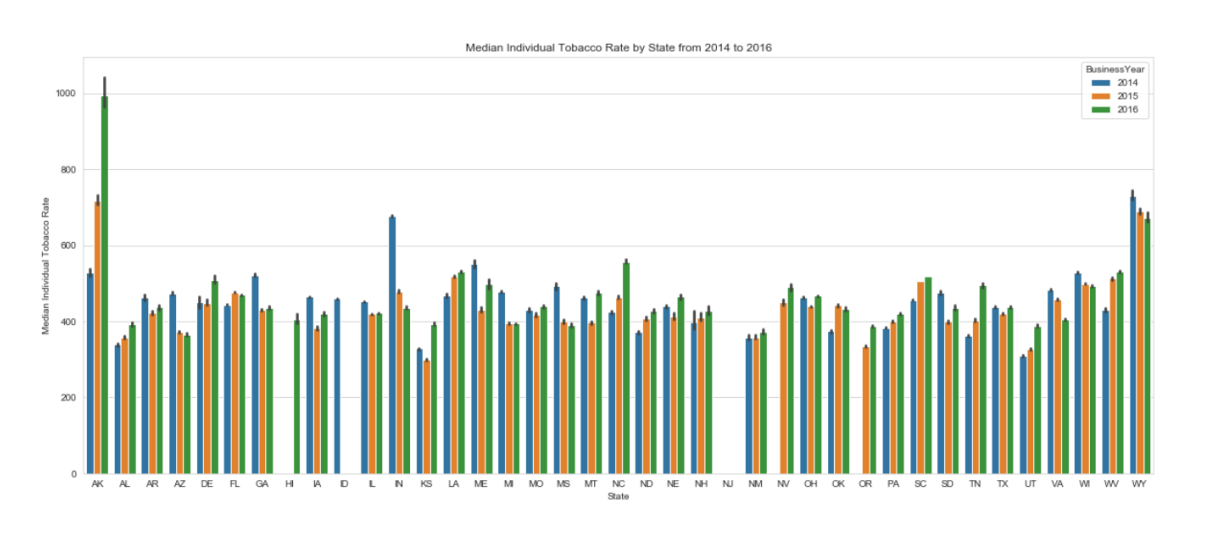 Median Individual Tobacco Rate by State from 2014 to 2016
BusinessYear
2014
2015
2016
1000
800
600
400
200
0
Median Individual Tobacco Rate
AK AL AR AZ DE FL GA HI IA ID IL IN KS LA ME MI MO MS MT NC ND NE NH NJ NM NV OH OK OR PA SC SD TN TX UT VA WI WV WY
State